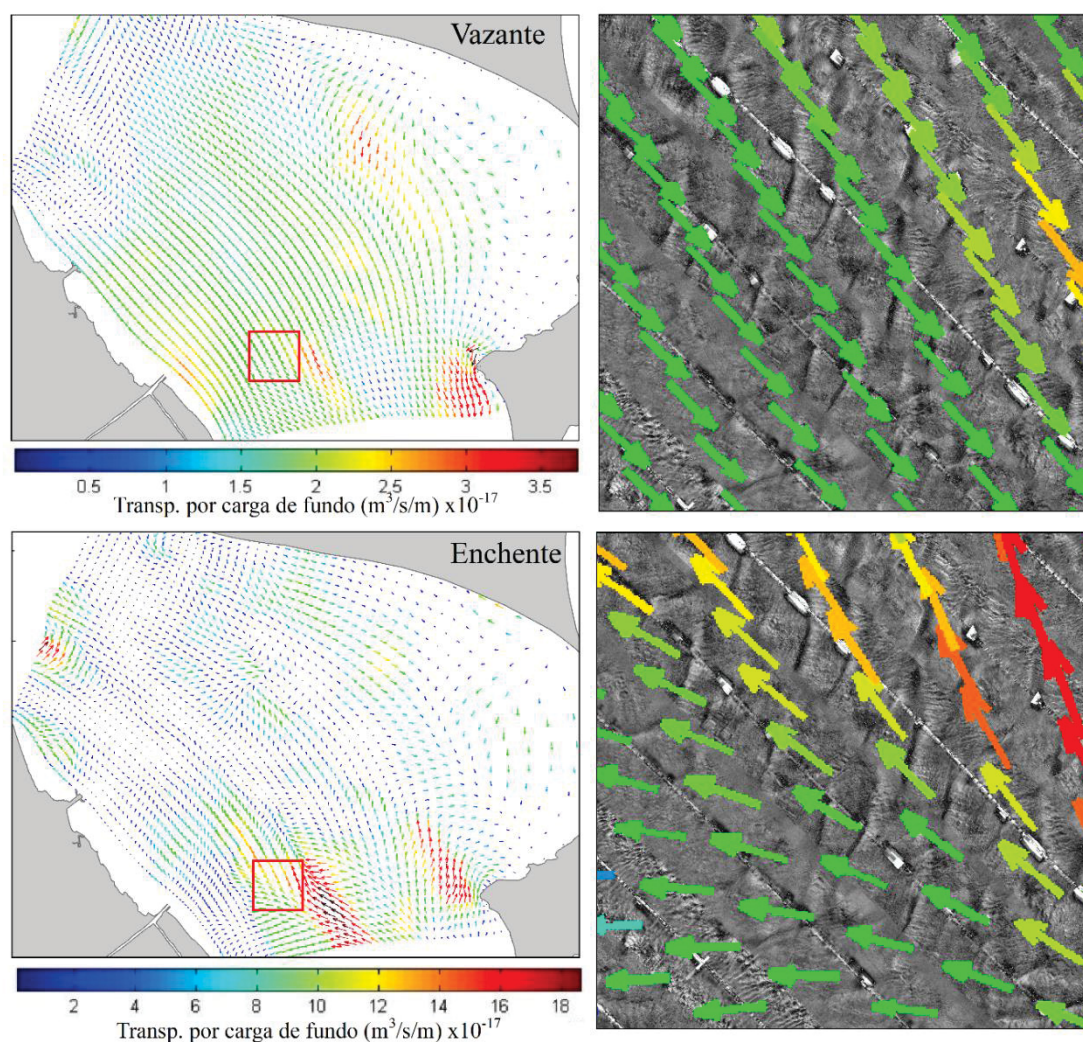 Vazante
0.5 1 1.5 2 2.5 3 3.5
Transp. por carga de fundo (m³/s/m) x10⁻¹⁷
Enchente
2 4 6 8 10 12 14 16 18
Transp. por carga de fundo (m³/s/m) x10⁻¹⁷